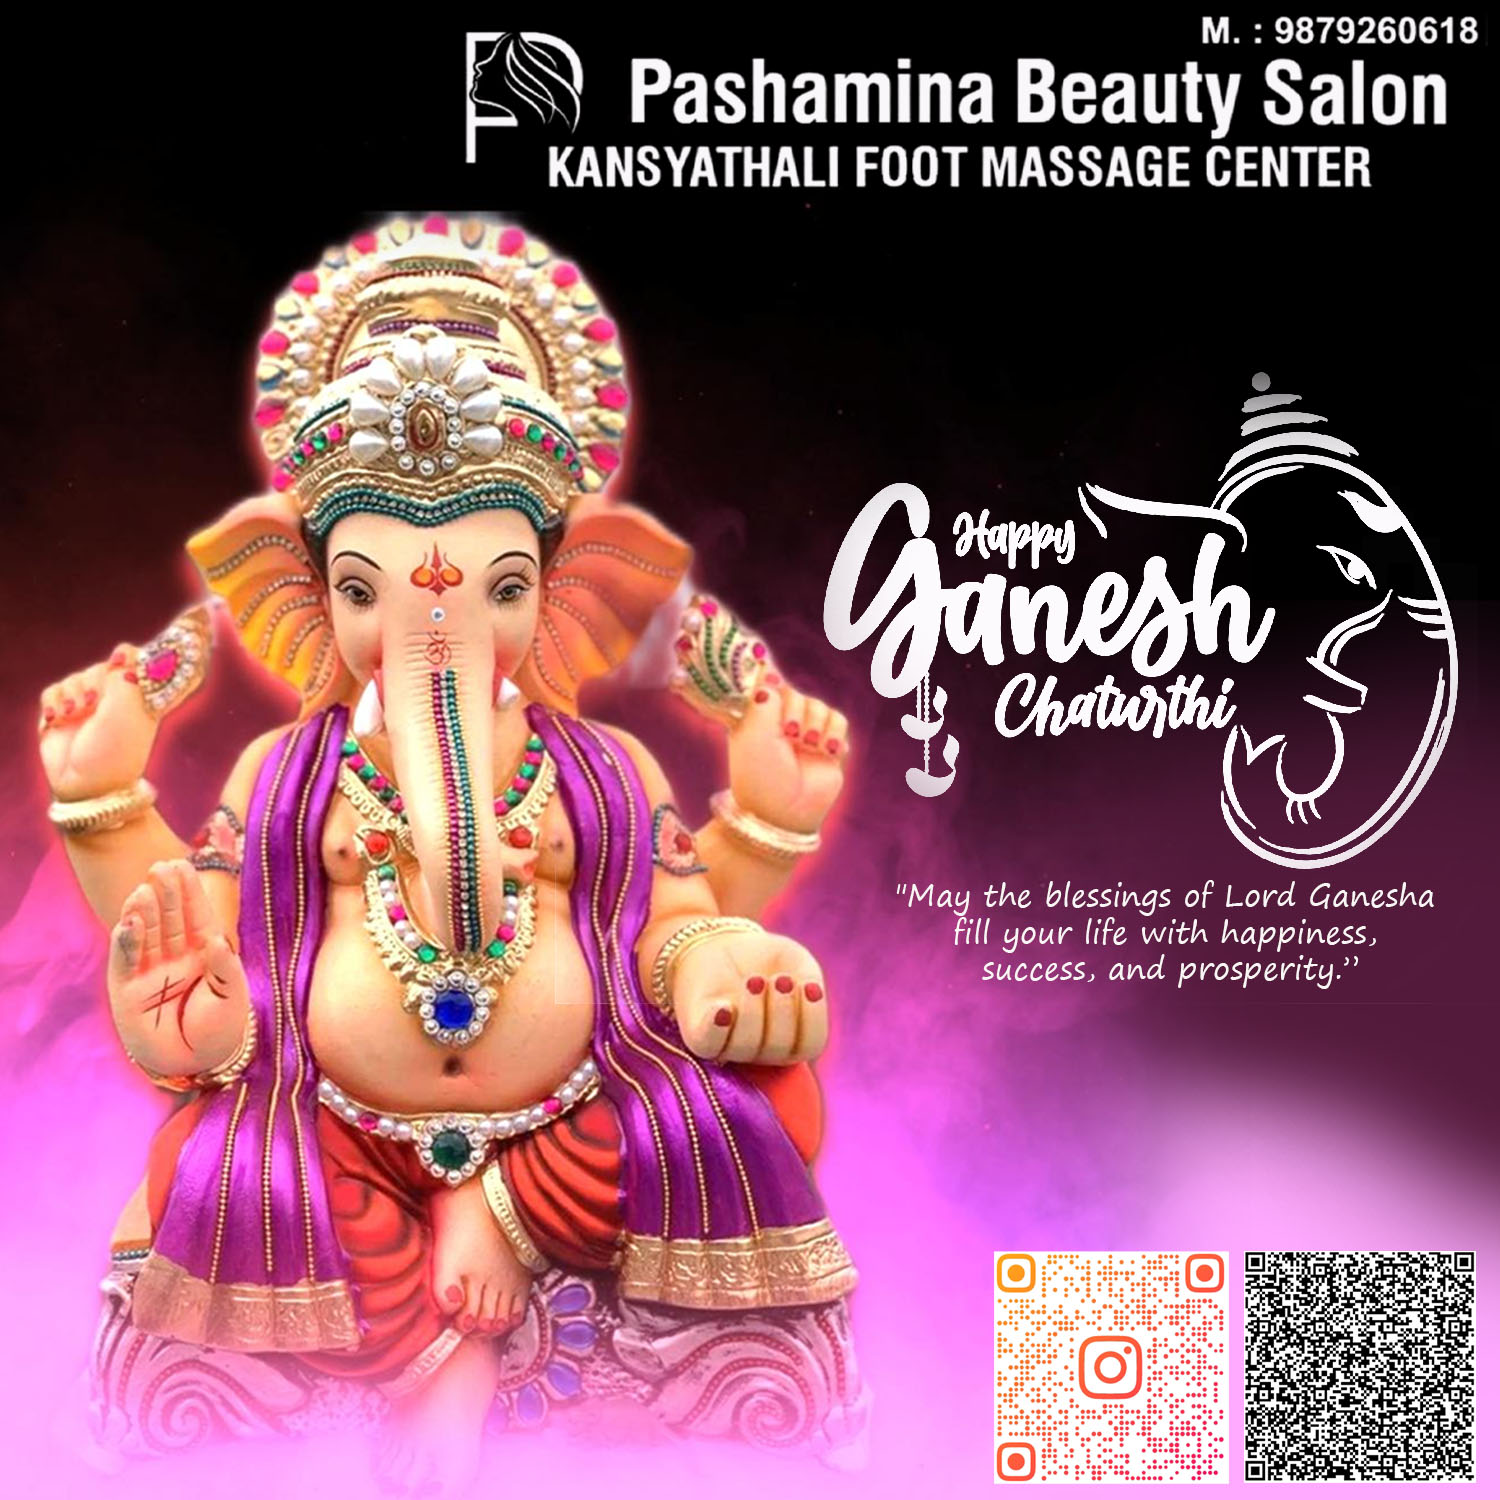 M. : 9879260618
Pashamina Beauty Salon
KANSYATHALI FOOT MASSAGE CENTER
Happy
Ganesh
Chaturthi
"May the blessings of Lord Ganesha
fill your life with happiness,
success, and prosperity.”